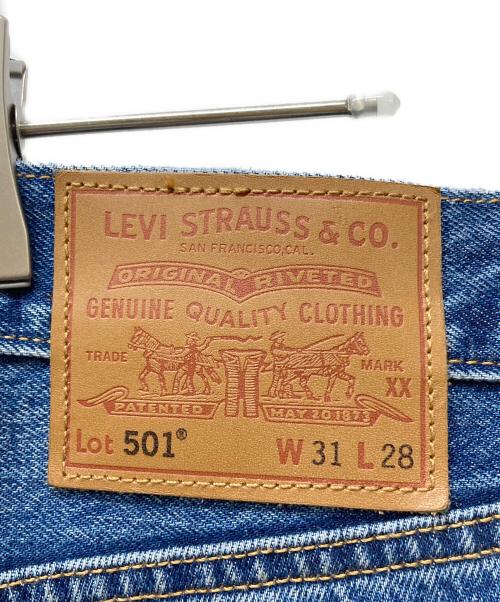 LEVI STRAUSS & CO.
SAN FRANCISCO, CAL.
ORIGINAL RIVETED
GENUINE QUALITY CLOTHING
TRADE MARK
XX
PATENTED MAY 20 1873
Lot 501® W 31 L 28